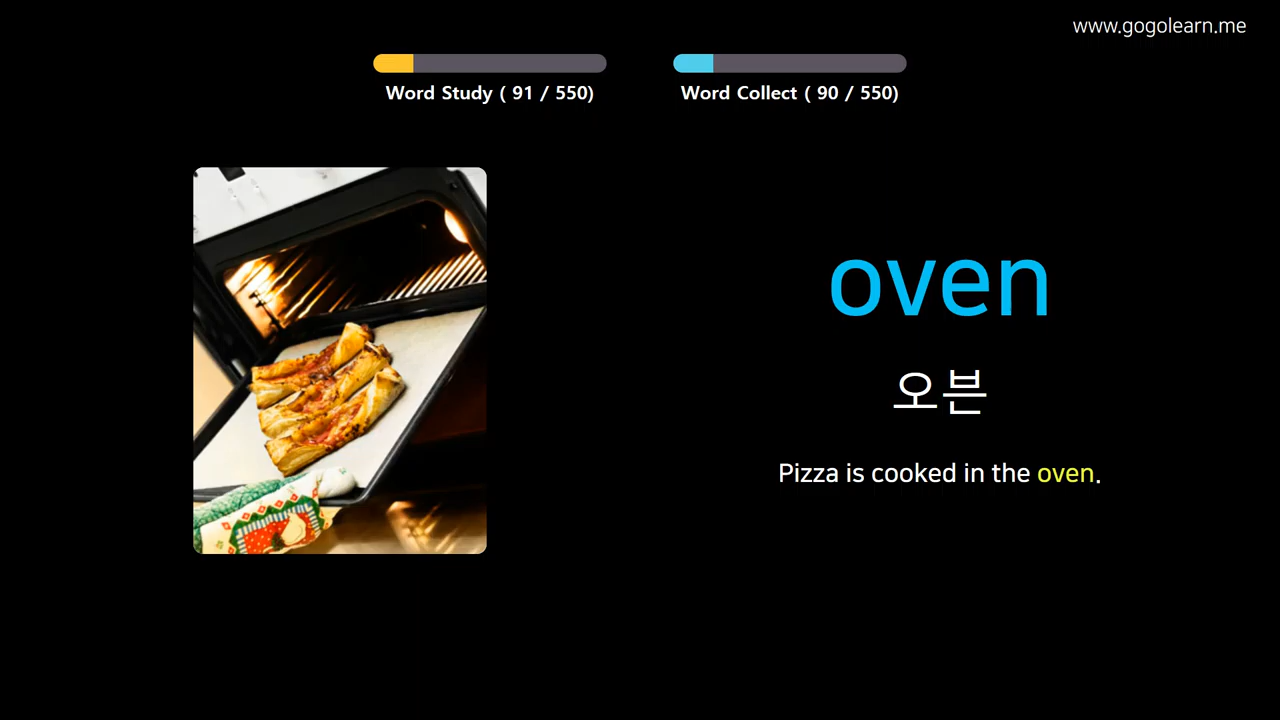 www.gogolearn.me
Word Study ( 91 / 550)
Word Collect ( 90 / 550)
oven
오븐
Pizza is cooked in the oven.